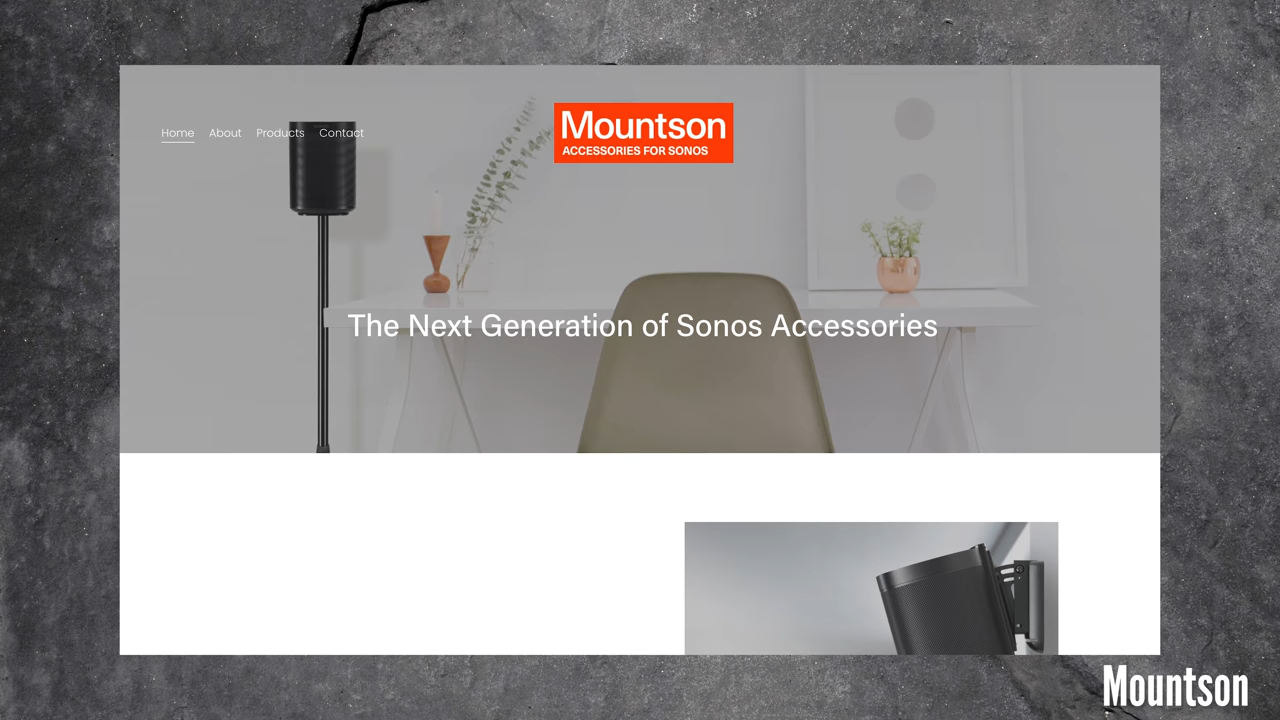 Home About Products Contact
Mountson
ACCESSORIES FOR SONOS
The Next Generation of Sonos Accessories
Mountson